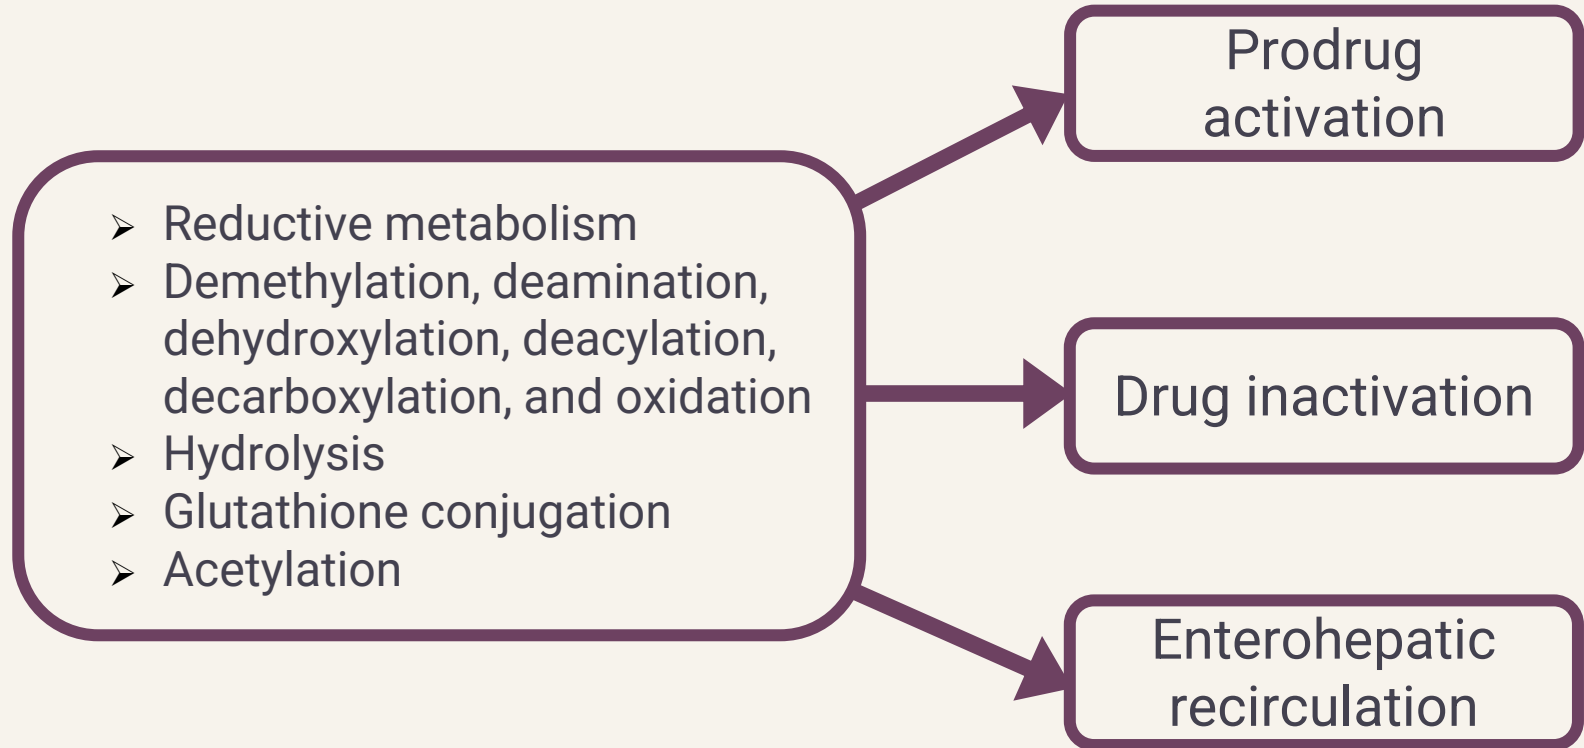 Prodrug
activation
➢ Reductive metabolism
➢ Demethylation, deamination,
dehydroxylation, deacylation,
decarboxylation, and oxidation
➢ Hydrolysis
➢ Glutathione conjugation
➢ Acetylation
Drug inactivation
Enterohepatic
recirculation